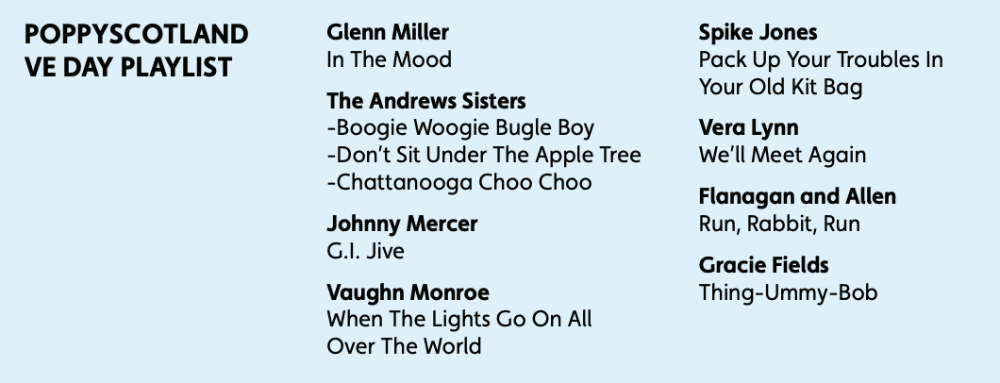 POPPYSCOTLAND
VE DAY PLAYLIST
Glenn Miller
In The Mood
The Andrews Sisters
-Boogie Woogie Bugle Boy
-Don’t Sit Under The Apple Tree
-Chattanooga Choo Choo
Johnny Mercer
G.I. Jive
Vaughn Monroe
When The Lights Go On All
Over The World
Spike Jones
Pack Up Your Troubles In
Your Old Kit Bag
Vera Lynn
We’ll Meet Again
Flanagan and Allen
Run, Rabbit, Run
Gracie Fields
Thing-Ummy-Bob